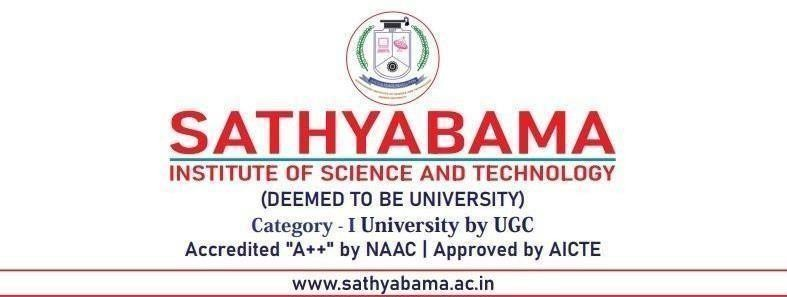 SATHYABAMA
INSTITUTE OF SCIENCE AND TECHNOLOGY
(DEEMED TO BE UNIVERSITY)
Category - I University by UGC
Accredited "A++" by NAAC | Approved by AICTE
www.sathyabama.ac.in